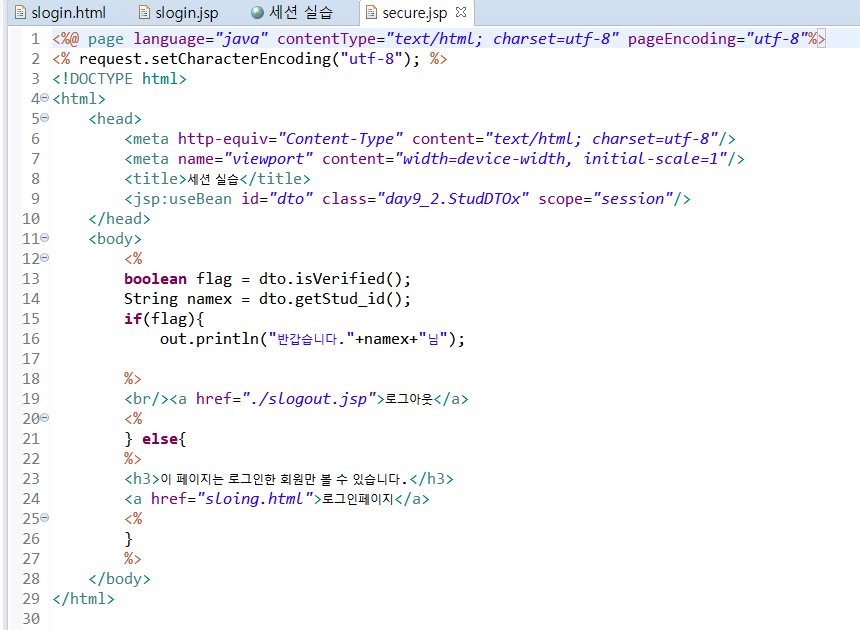 slogin.html slogin.jsp 세션 실습 secure.jsp
1 <%@ page language="java" contentType="text/html; charset=utf-8" pageEncoding="utf-8"%>
2 <% request.setCharacterEncoding("utf-8"); %>
3 <!DOCTYPE html>
4 <html>
5 <head>
6 <meta http-equiv="Content-Type" content="text/html; charset=utf-8"/>
7 <meta name="viewport" content="width=device-width, initial-scale=1"/>
8 <title>세션 실습</title>
9 <jsp:useBean id="dto" class="day9_2.StudDTOx" scope="session"/>
10 </head>
11 <body>
12 <%
13 boolean flag = dto.isVerified();
14 String namex = dto.getStud_id();
15 if(flag){
16 out.println("반갑습니다."+namex+"님");
17
18 %>
19 <br/><a href="./slogout.jsp">로그아웃</a>
20 <%
21 } else{
22 %>
23 <h3>이 페이지는 로그인한 회원만 볼 수 있습니다.</h3>
24 <a href="sloing.html">로그인페이지</a>
25 <%
26 }
27 %>
28 </body>
29 </html>
30